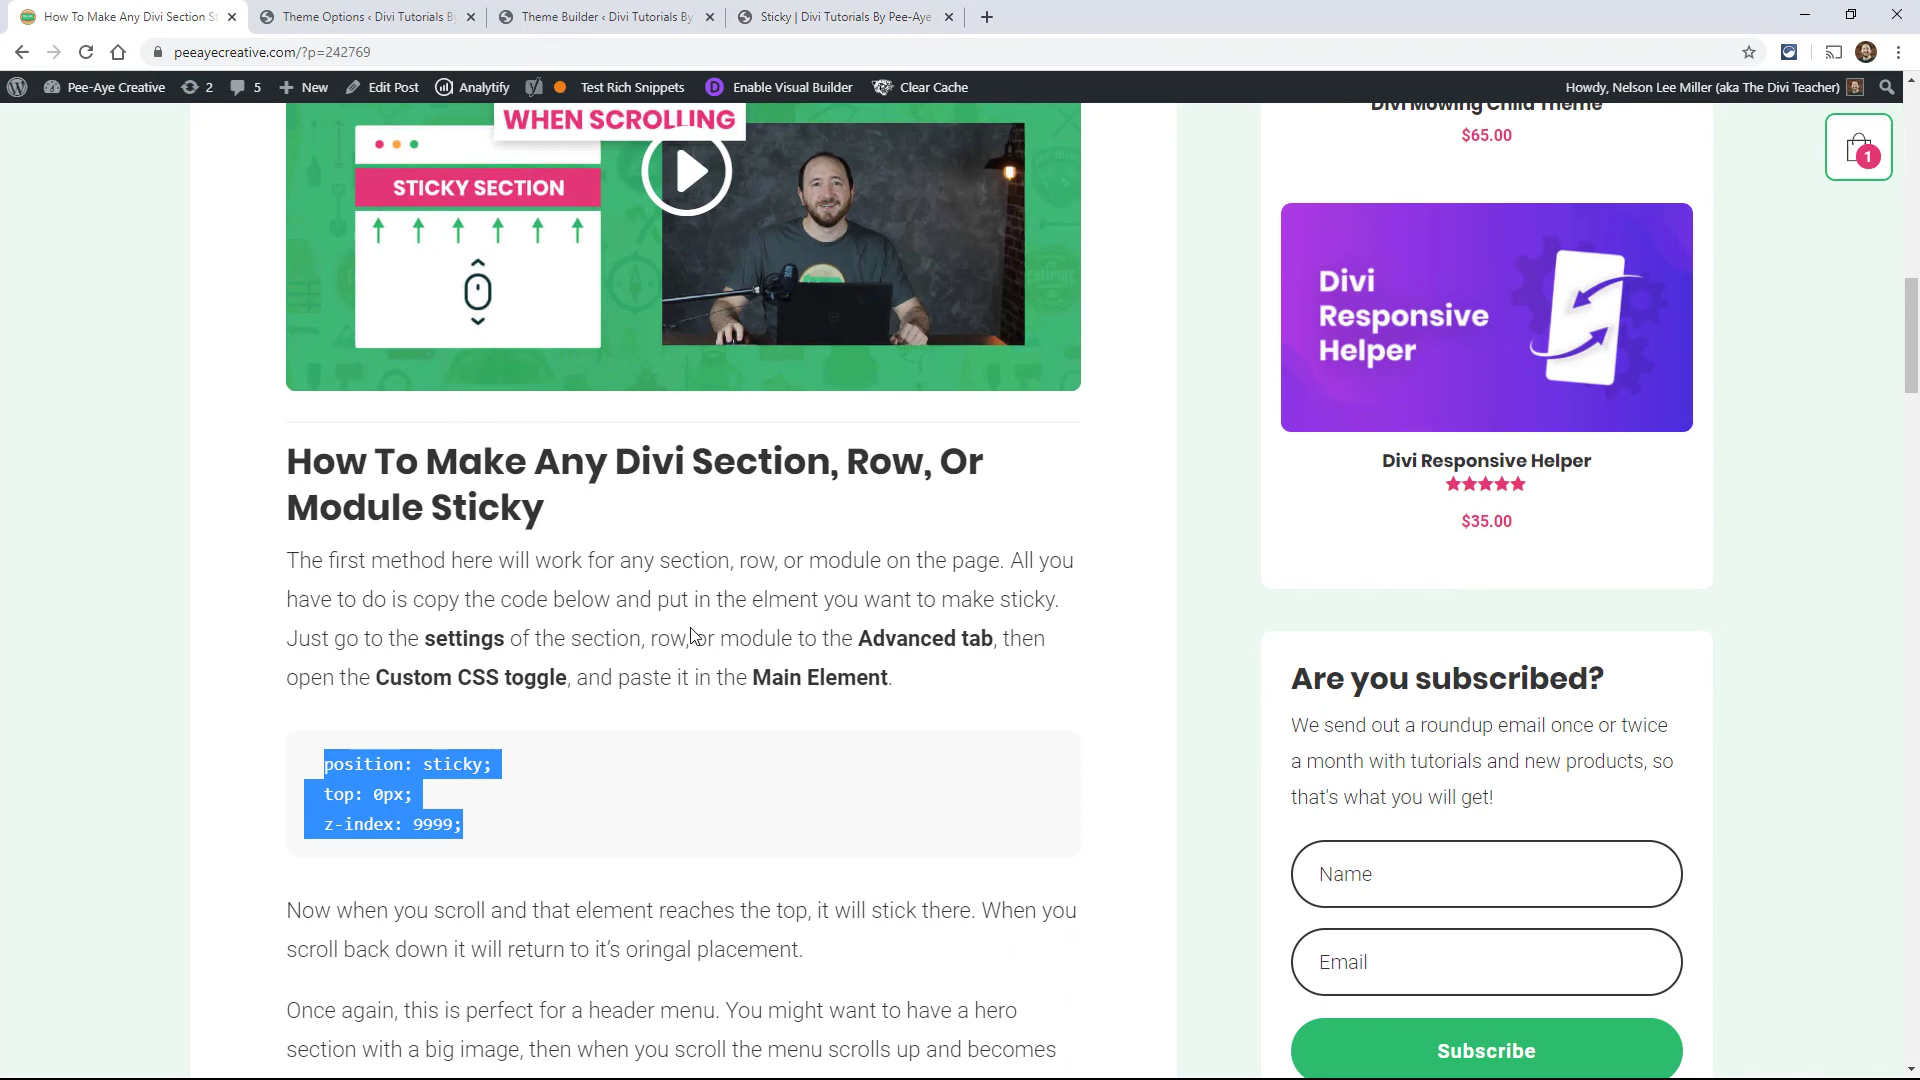 How To Make Any Divi Section St
Theme Options ‹ Divi Tutorials By
Theme Builder ‹ Divi Tutorials By
Sticky | Divi Tutorials By Pee-Aye
peeayecreative.com/?p=242769
Pee-Aye Creative
2
5
New
Edit Post
Analytify
Test Rich Snippets
D
Enable Visual Builder
Clear Cache
Howdy, Nelson Lee Miller (aka The Divi Teacher)
WHEN SCROLLING
STICKY SECTION
How To Make Any Divi Section, Row, Or
Module Sticky
The first method here will work for any section, row, or module on the page. All you
have to do is copy the code below and put in the elment you want to make sticky.
Just go to the settings of the section, row, or module to the Advanced tab, then
open the Custom CSS toggle, and paste it in the Main Element.
position: sticky;
top: 0px;
z-index: 9999;
Now when you scroll and that element reaches the top, it will stick there. When you
scroll back down it will return to it's oringal placement.
Once again, this is perfect for a header menu. You might want to have a hero
section with a big image, then when you scroll the menu scrolls up and becomes
Divi Mowing Child Theme
$65.00
1
Divi
Responsive
Helper
Divi Responsive Helper
$35.00
Are you subscribed?
We send out a roundup email once or twice
a month with tutorials and new products, so
that's what you will get!
Name
Email
Subscribe